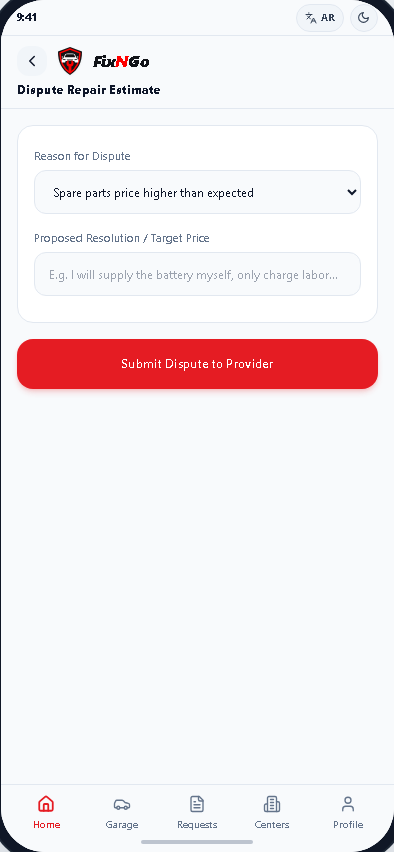 9:41
AR
FixNGo
Dispute Repair Estimate
Reason for Dispute
Spare parts price higher than expected
Proposed Resolution / Target Price
E.g. I will supply the battery myself, only charge labor...
Submit Dispute to Provider
Home
Garage
Requests
Centers
Profile